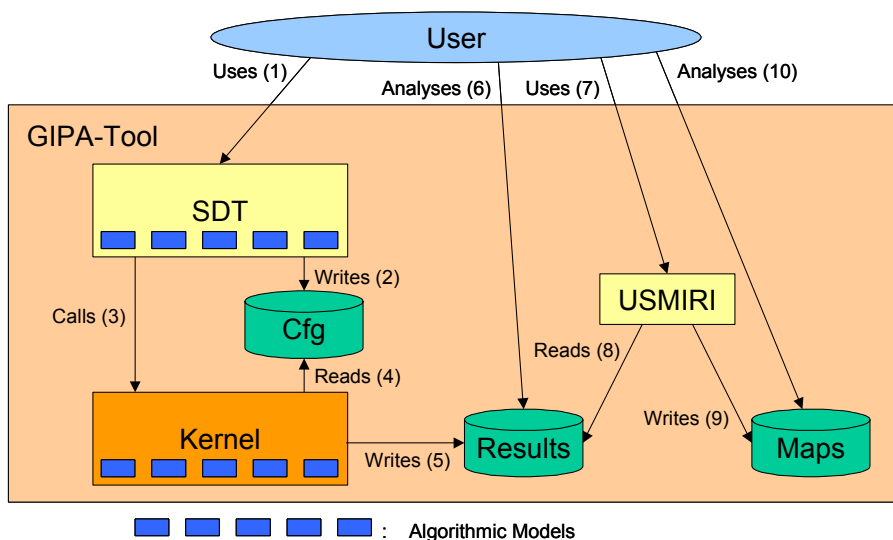 User
Uses (1)
Analyses (6)
Uses (7)
Analyses (10)
GIPA-Tool
SDT
Writes (2)
Calls (3)
Cfg
USMIRI
Reads (4)
Reads (8)
Kernel
Writes (5)
Results
Writes (9)
Maps
: Algorithmic Models